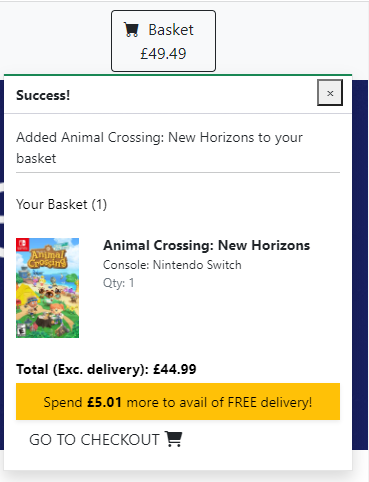 Basket
£49.49
Success!
×
Added Animal Crossing: New Horizons to your
basket
Your Basket (1)
Animal Crossing: New Horizons
Console: Nintendo Switch
Qty: 1
Animal
Crossing
Total (Exc. delivery): £44.99
Spend £5.01 more to avail of FREE delivery!
GO TO CHECKOUT